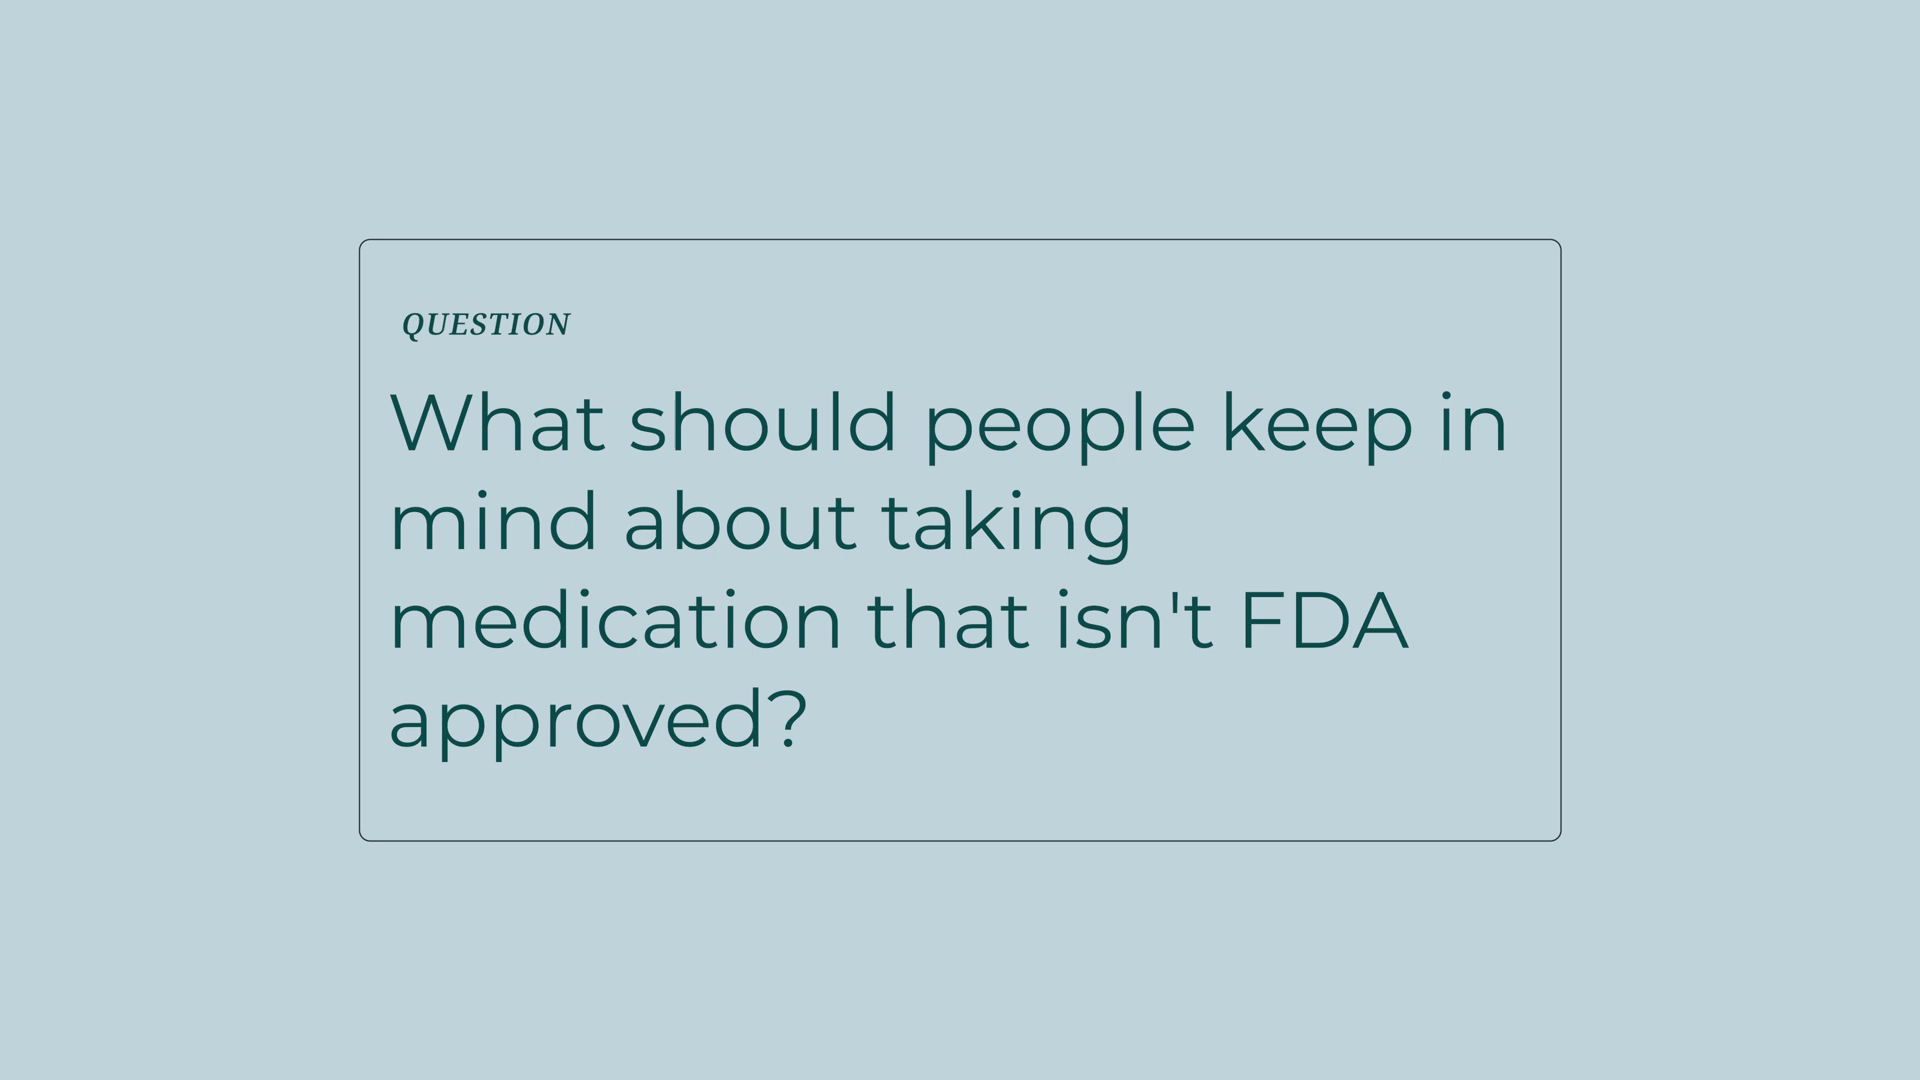 QUESTION
What should people keep in
mind about taking
medication that isn't FDA
approved?